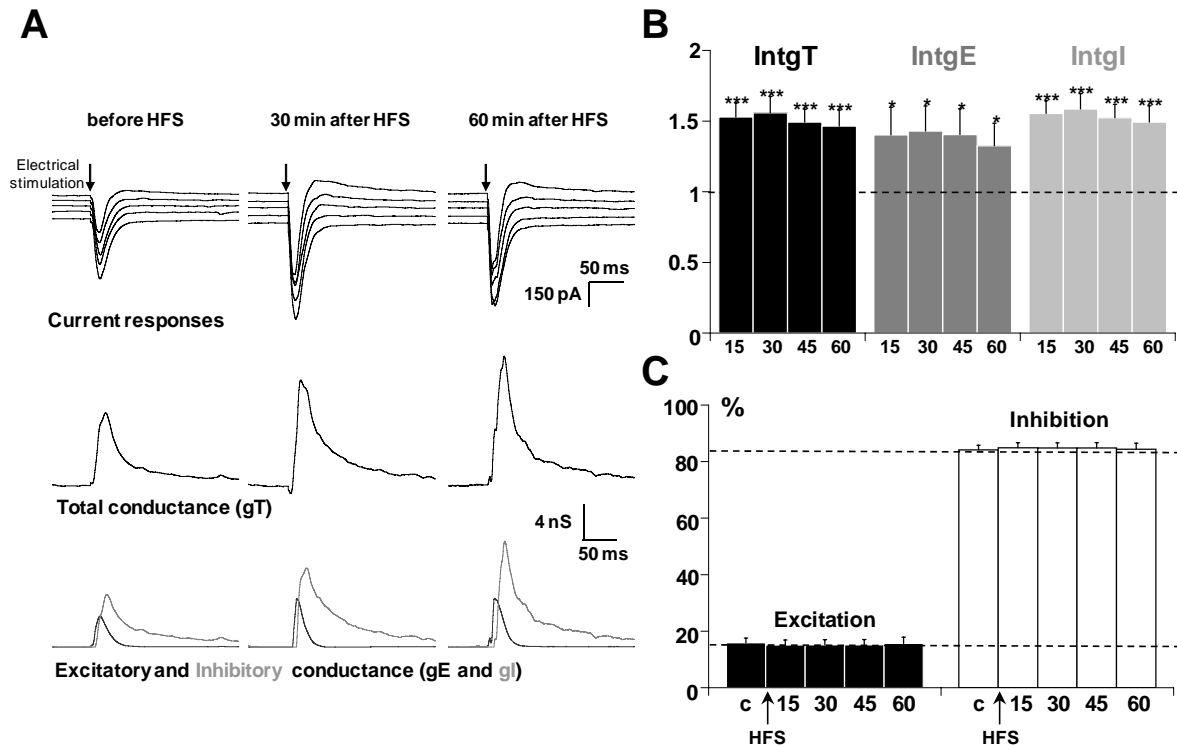 A
before HFS
30 min after HFS
60 min after HFS
Electrical
stimulation
50 ms
150 pA
Current responses
Total conductance (gT)
4 nS
50 ms
Excitatory and Inhibitory conductance (gE and gI)
B
2
1.5
1
0.5
0
IntgT
IntgE
IntgI
*** *** *** ***
* * * *
*** *** *** ***
15 30 45 60
15 30 45 60
15 30 45 60
C
%
100
80
60
40
20
0
Excitation
Inhibition
c 15 30 45 60
c 15 30 45 60
HFS
HFS